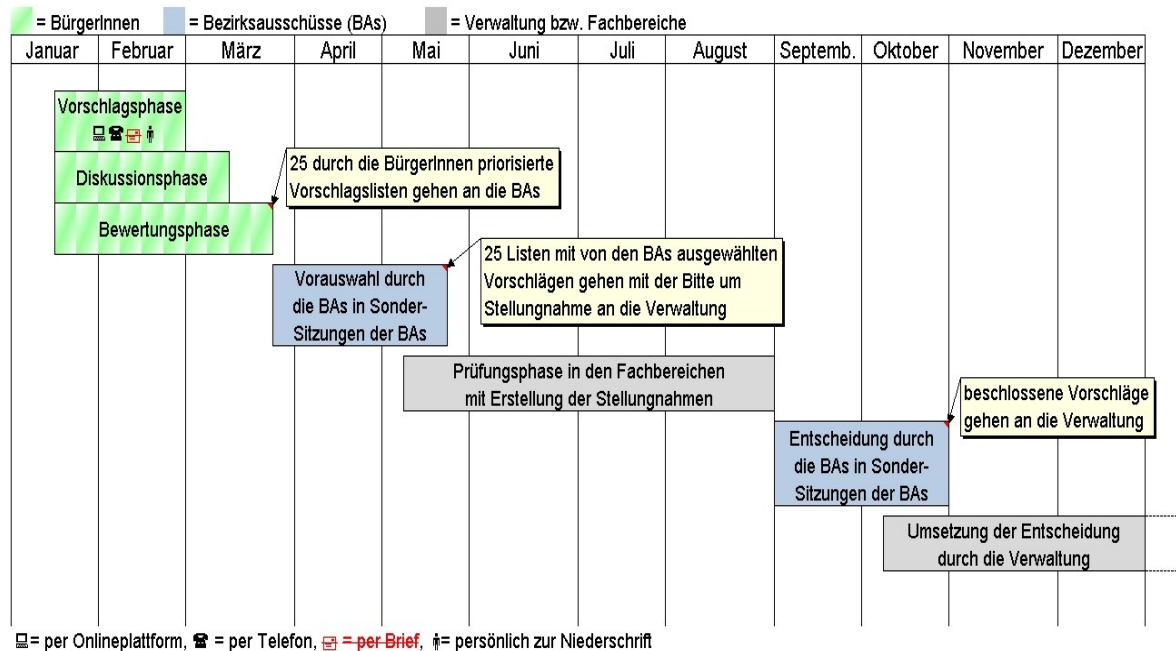 = BürgerInnen = Bezirksausschüsse (BAs) = Verwaltung bzw. Fachbereiche
Januar Februar März April Mai Juni Juli August Septemb. Oktober November Dezember
Vorschlagsphase
Diskussionsphase
Bewertungsphase
25 durch die BürgerInnen priorisierte
Vorschlagslisten gehen an die BAs
Vorauswahl durch
die BAs in Sonder-
Sitzungen der BAs
25 Listen mit von den BAs ausgewählten
Vorschlägen gehen mit der Bitte um
Stellungnahme an die Verwaltung
Prüfungsphase in den Fachbereichen
mit Erstellung der Stellungnahmen
Entscheidung durch
die BAs in Sonder-
Sitzungen der BAs
beschlossene Vorschläge
gehen an die Verwaltung
Umsetzung der Entscheidung
durch die Verwaltung
= per Onlineplattform, = per Telefon, = per Brief, = persönlich zur Niederschrift